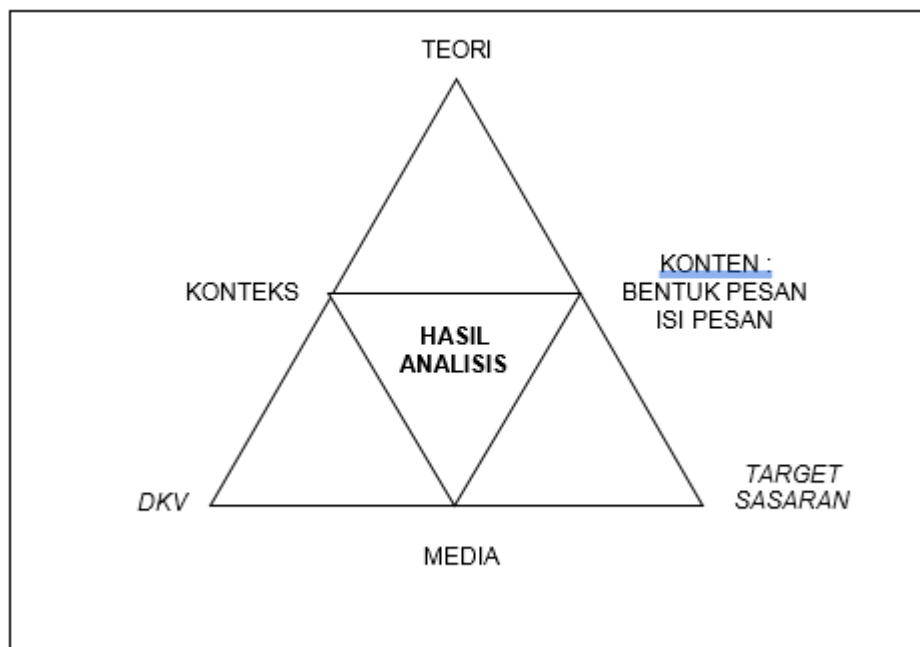 TEORI
KONTEKS
KONTEN :
BENTUK PESAN
ISI PESAN
HASIL
ANALISIS
DKV
TARGET
SASARAN
MEDIA